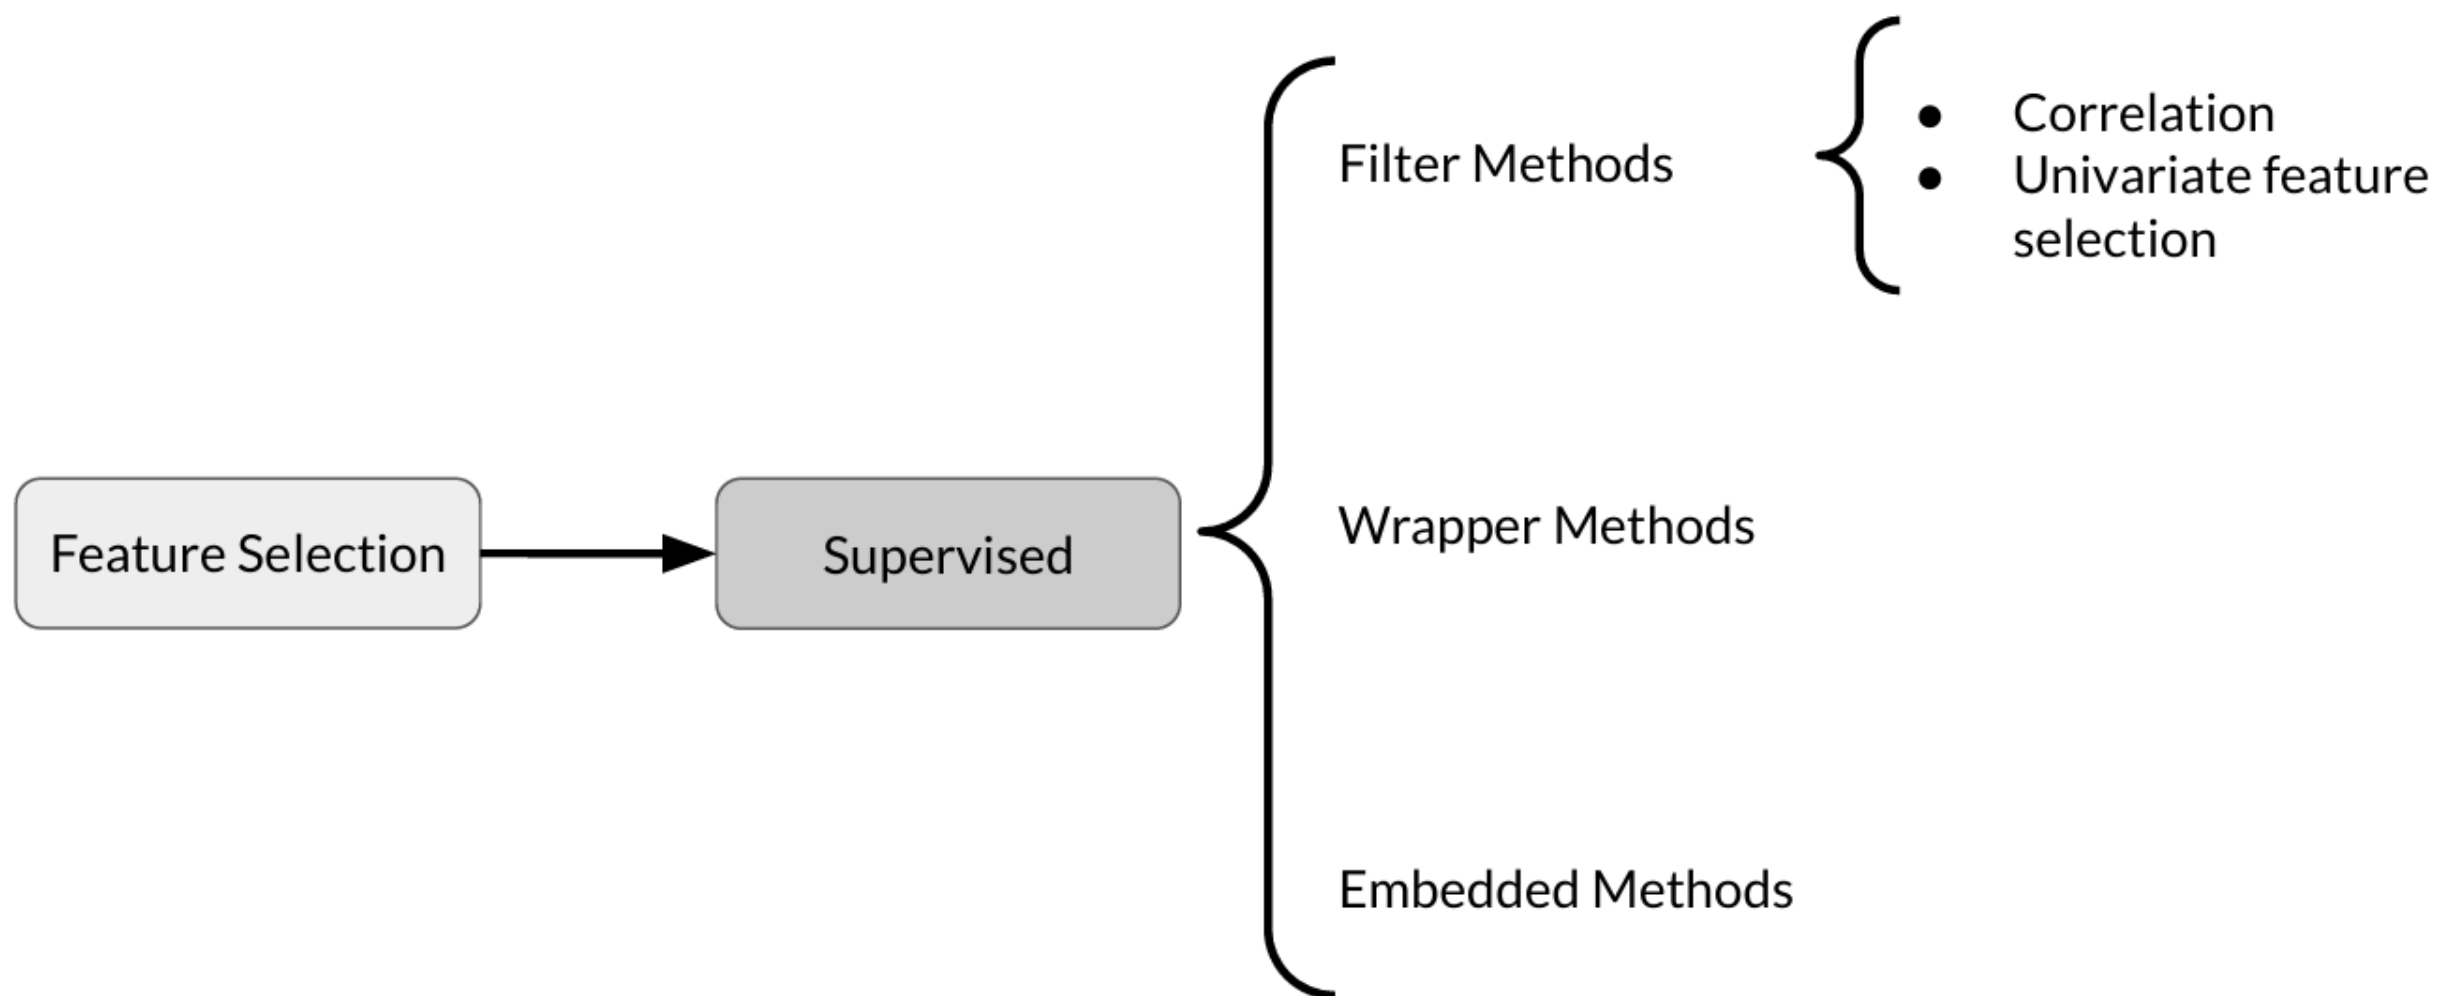 Feature Selection
Supervised
Filter Methods
• Correlation
• Univariate feature
selection
Wrapper Methods
Embedded Methods